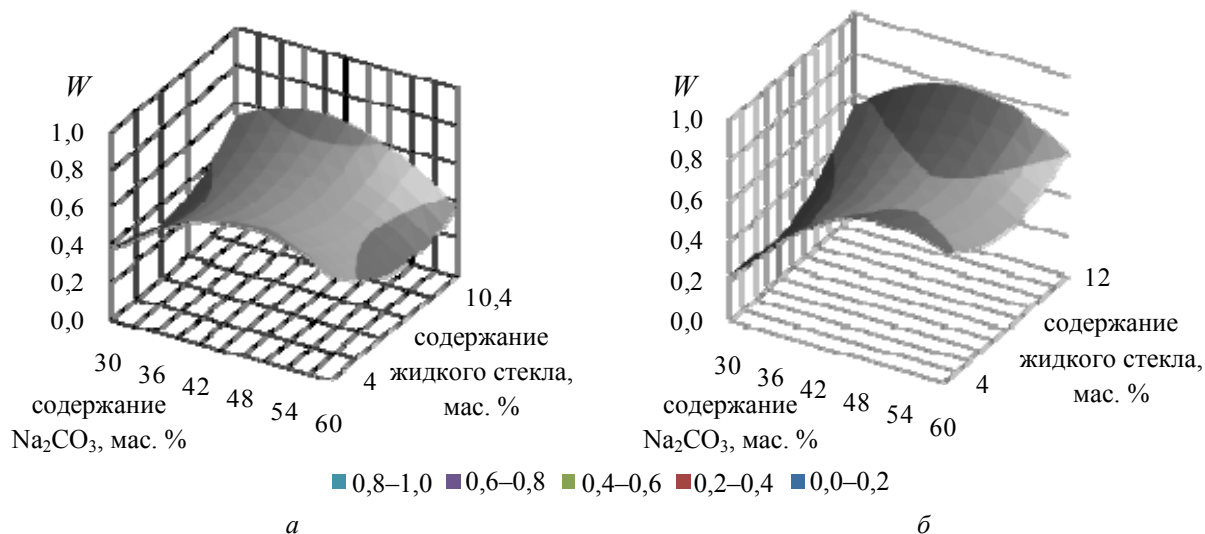 W
1,0
0,8
0,6
0,4
0,2
0,0
30 36 42 48 54 60
содержание
Na₂CO₃, мас. %
4
10,4
содержание
жидкого стекла,
мас. %
W
1,0
0,8
0,6
0,4
0,2
0,0
30 36 42 48 54 60
содержание
Na₂CO₃, мас. %
4
12
содержание
жидкого стекла,
мас. %
0,8–1,0 0,6–0,8 0,4–0,6 0,2–0,4 0,0–0,2
а б